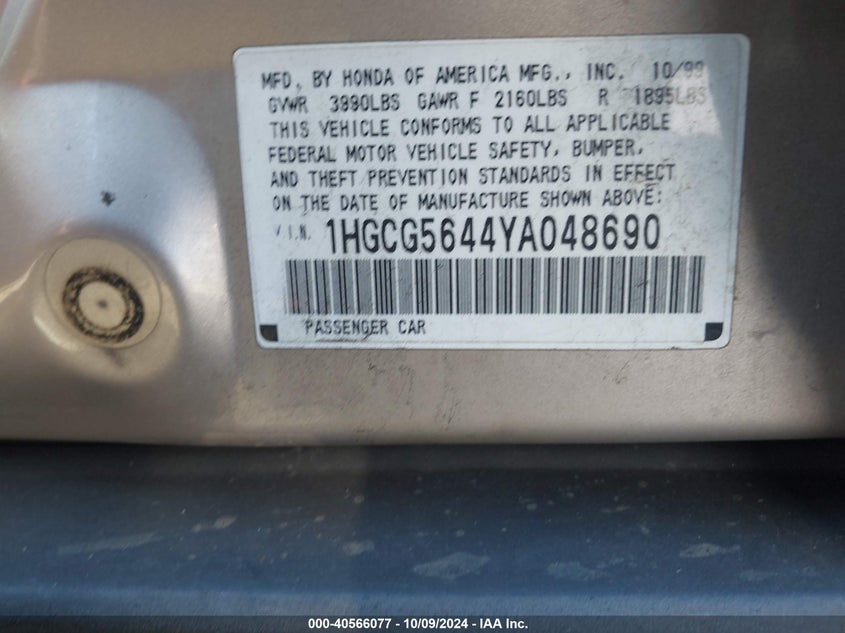 MFD. BY HONDA OF AMERICA MFG., INC. 10/99
GVWR 3990LBS GAWR F 2160LBS R 1895LBS
THIS VEHICLE CONFORMS TO ALL APPLICABLE
FEDERAL MOTOR VEHICLE SAFETY, BUMPER,
AND THEFT PREVENTION STANDARDS IN EFFECT
ON THE DATE OF MANUFACTURE SHOWN ABOVE:
V.I.N. 1HGCG5644YA048690
PASSENGER CAR
000-40566077 - 10/09/2024 - IAA Inc.